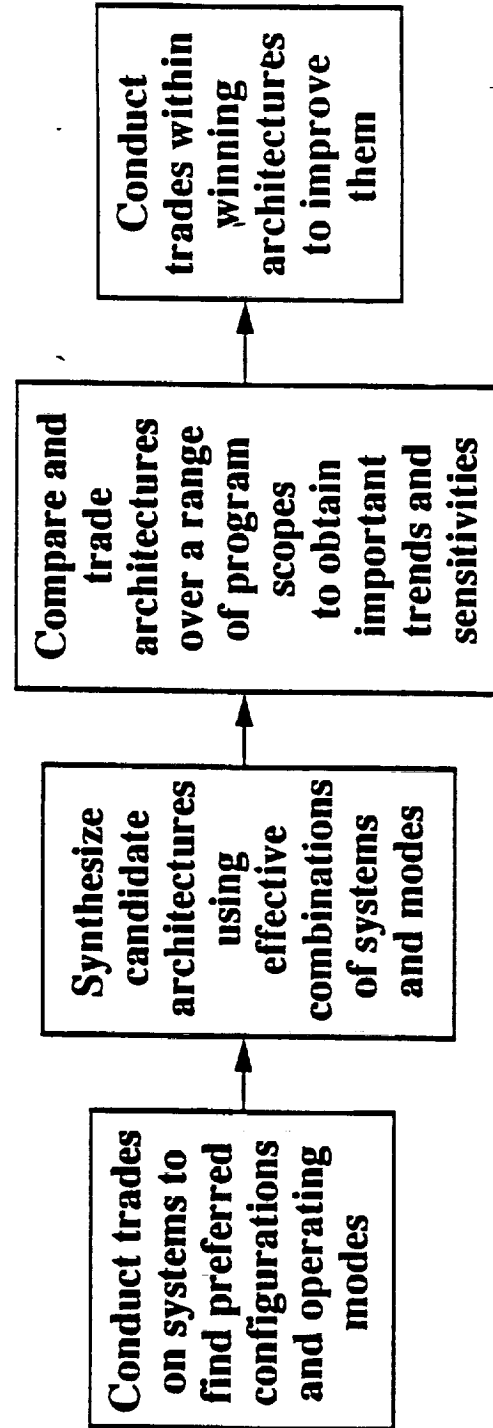 Conduct trades
on systems to
find preferred
configurations
and operating
modes
Synthesize
candidate
architectures
using
effective
combinations
of systems
and modes
Compare and
trade
architectures
over a range
of program
scopes
to obtain
important
trends and
sensitivities
Conduct
trades within
winning
architectures
to improve
them